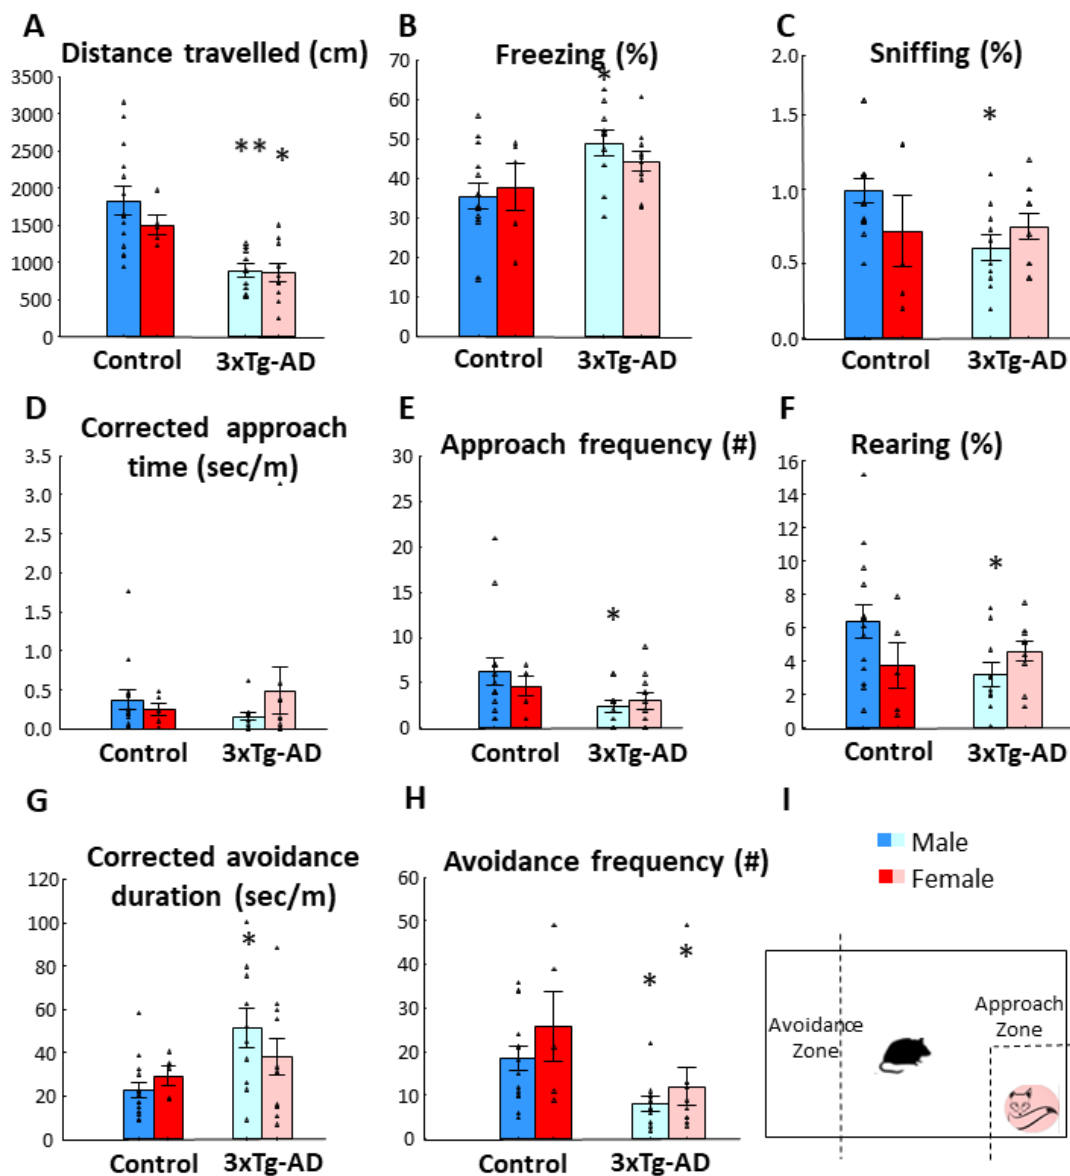 A
Distance travelled (cm)
3500
3000
2500
2000
1500
1000
500
0
**
*
Control
3xTg-AD
B
Freezing (%)
70
60
50
40
30
20
10
0
*
Control
3xTg-AD
C
Sniffing (%)
2.0
1.5
1.0
0.5
0.0
*
Control
3xTg-AD
D
Corrected approach
time (sec/m)
3.5
3.0
2.5
2.0
1.5
1.0
0.5
0.0
Control
3xTg-AD
E
Approach frequency (#)
30
25
20
15
10
5
0
*
Control
3xTg-AD
F
Rearing (%)
16
14
12
10
8
6
4
2
0
*
Control
3xTg-AD
G
Corrected avoidance
duration (sec/m)
120
100
80
60
40
20
0
*
Control
3xTg-AD
H
Avoidance frequency (#)
60
50
40
30
20
10
0
*
*
Control
3xTg-AD
I
Male
Female
Avoidance
Zone
Approach
Zone